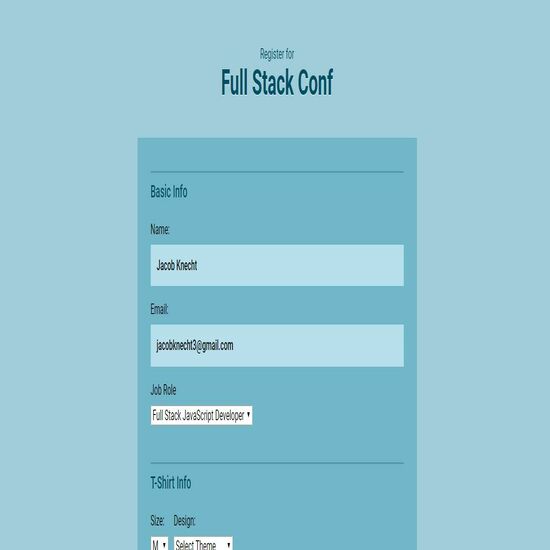 Register for
Full Stack Conf
Basic Info
Name:
Jacob Knecht
Email:
jacobknecht3@gmail.com
Job Role
Full Stack JavaScript Developer
T-Shirt Info
Size: Design:
M Select Theme